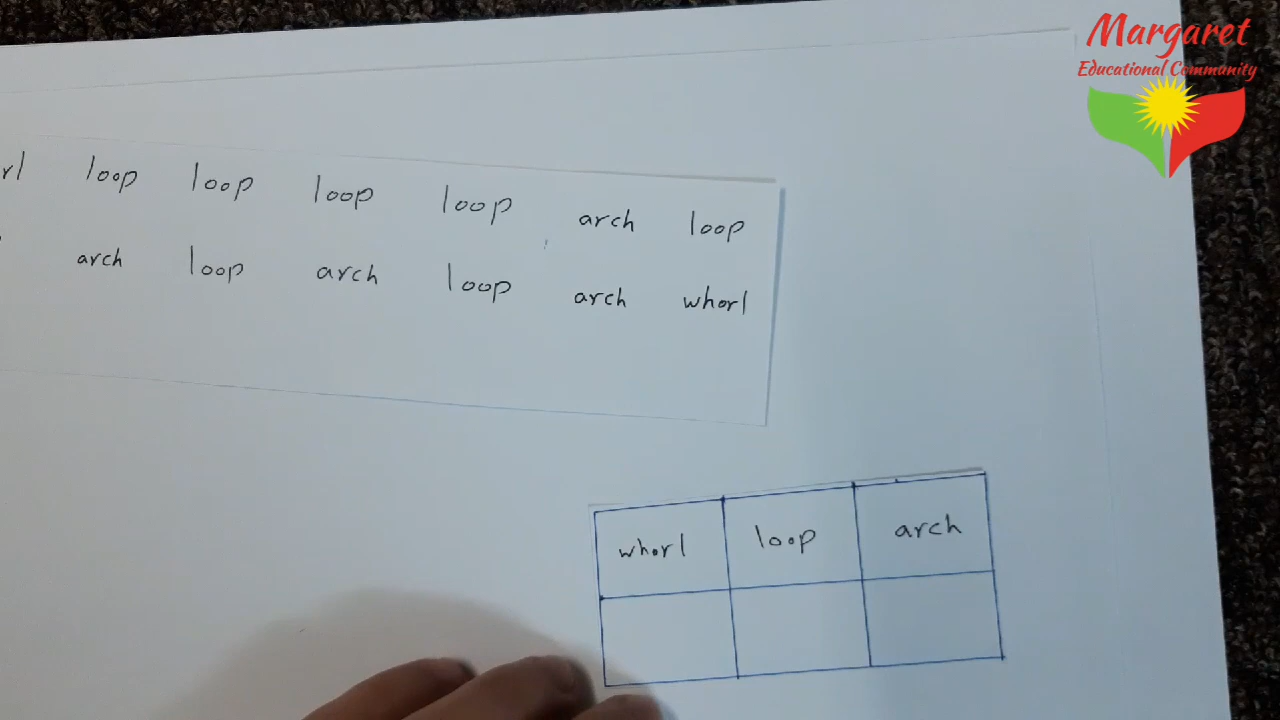 Margaret
Educational Community
loop loop loop loop arch loop
arch loop arch loop arch whorl
whorl loop arch